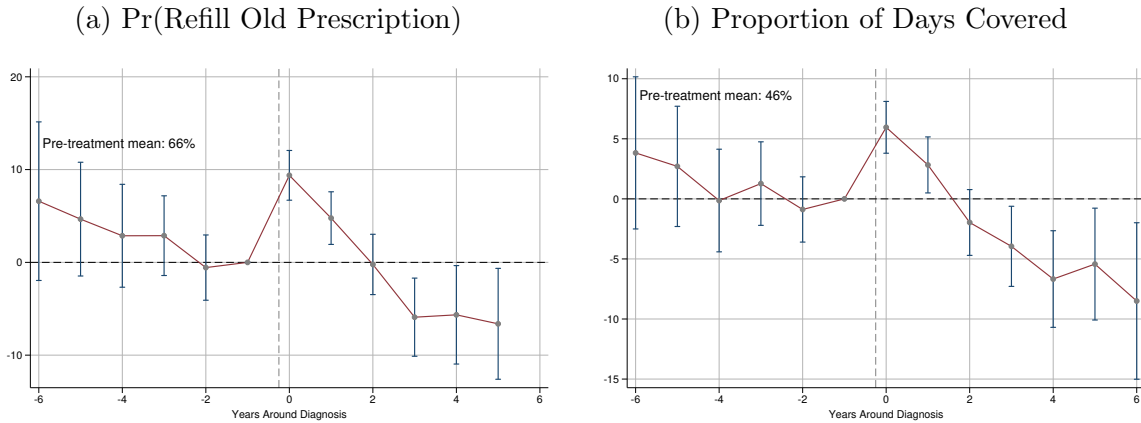 (a) Pr(Refill Old Prescription)
Pre-treatment mean: 66%
20
10
0
-10
-6 -4 -2 0 2 4 6
Years Around Diagnosis
(b) Proportion of Days Covered
Pre-treatment mean: 46%
10
5
0
-5
-10
-15
-6 -4 -2 0 2 4 6
Years Around Diagnosis